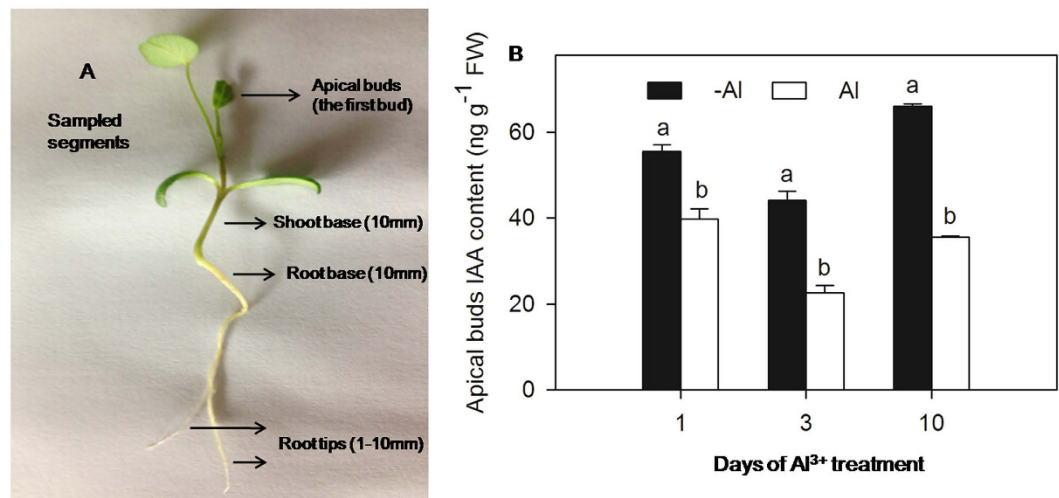 A
Sampled
segments
Apical buds
(the first bud)
Shoot base (10mm)
Root base (10mm)
Root tips (1-10mm)
B
Apical buds IAA content (ng g⁻¹ FW)
-Al
Al
60
40
20
0
a
b
a
b
a
b
1
3
10
Days of Al³⁺ treatment